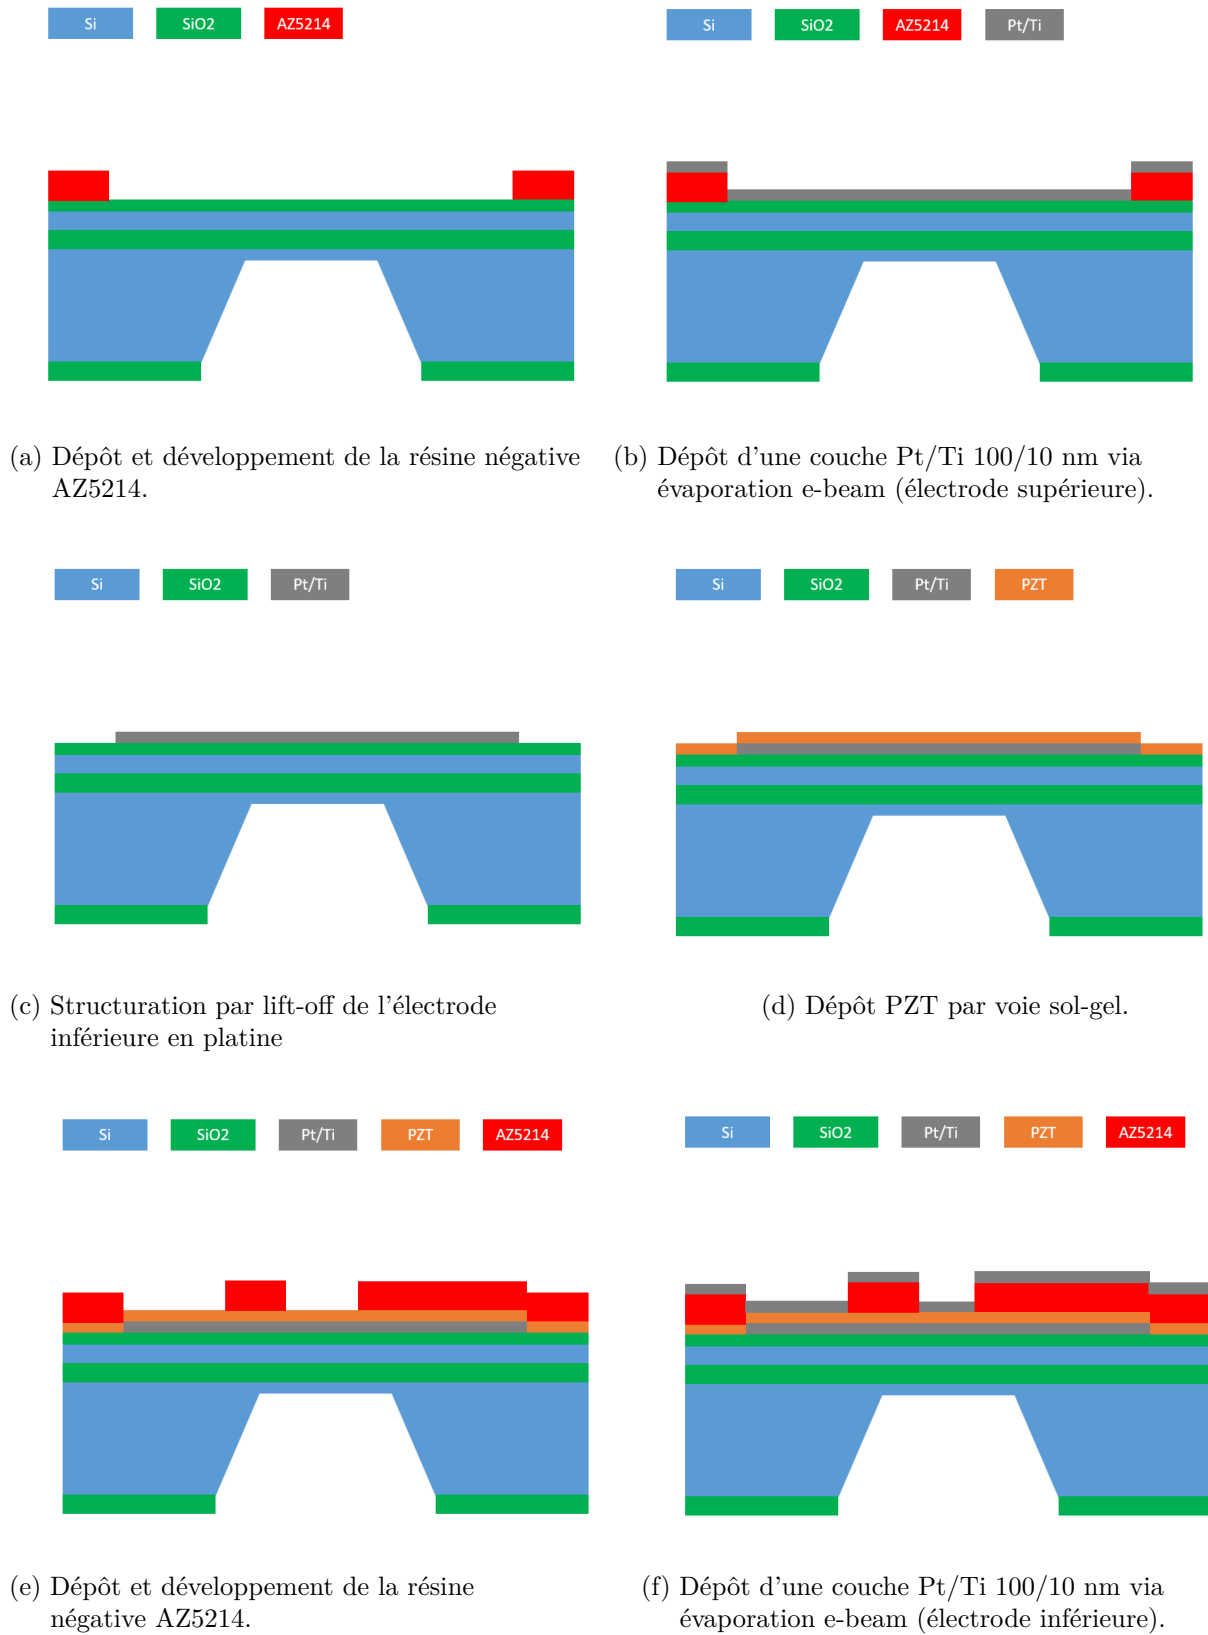 Si SiO2 AZ5214
Si SiO2 AZ5214 Pt/Ti
(a) Dépôt et développement de la résine négative
AZ5214.
(b) Dépôt d'une couche Pt/Ti 100/10 nm via
évaporation e-beam (électrode supérieure).
Si SiO2 Pt/Ti
Si SiO2 Pt/Ti PZT
(c) Structuration par lift-off de l'électrode
inférieure en platine
(d) Dépôt PZT par voie sol-gel.
Si SiO2 Pt/Ti PZT AZ5214
Si SiO2 Pt/Ti PZT AZ5214
(e) Dépôt et développement de la résine
négative AZ5214.
(f) Dépôt d'une couche Pt/Ti 100/10 nm via
évaporation e-beam (électrode inférieure).